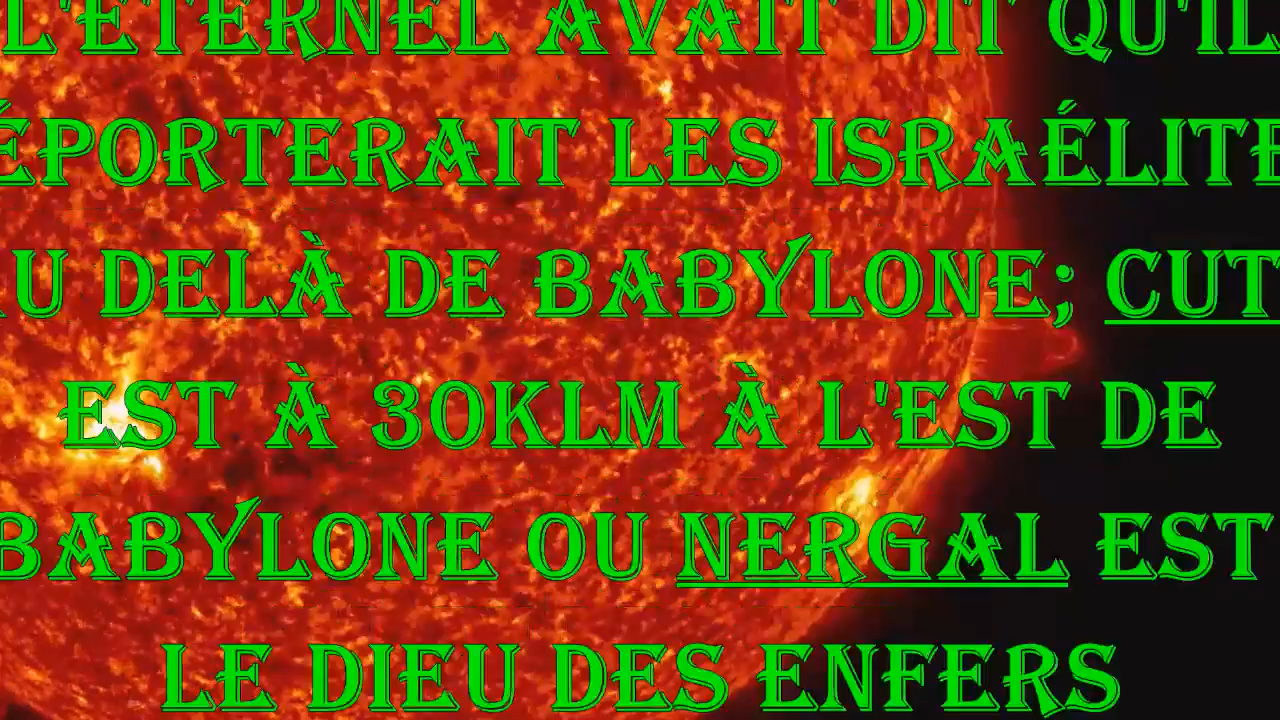 L'ÉTERNEL AVAIT DIT QU'IL
ÉPORTERAIT LES ISRAÉLITE
U DELÀ DE BABYLONE; CUT
EST À 30KLM À L'EST DE
BABYLONE OU NERGAL EST
LE DIEU DES ENFERS